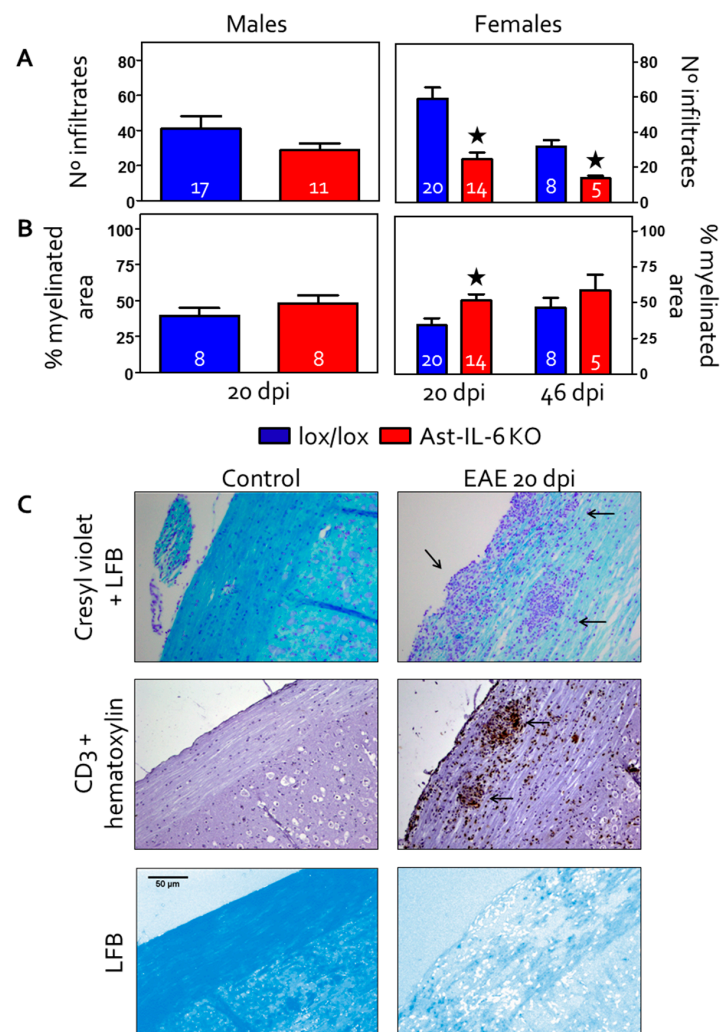 Males
Females
A
Nº infiltrates
80
60
40
20
0
17
11
20
14
8
5
80
60
40
20
0
Nº infiltrates
B
% myelinated
area
100
75
50
25
0
8
8
20
14
8
5
100
75
50
25
0
% myelinated
area
20 dpi
20 dpi
46 dpi
lox/lox
Ast-IL-6 KO
C
Control
EAE 20 dpi
Cresyl violet
+ LFB
CD3 +
hematoxylin
LFB
50 µm